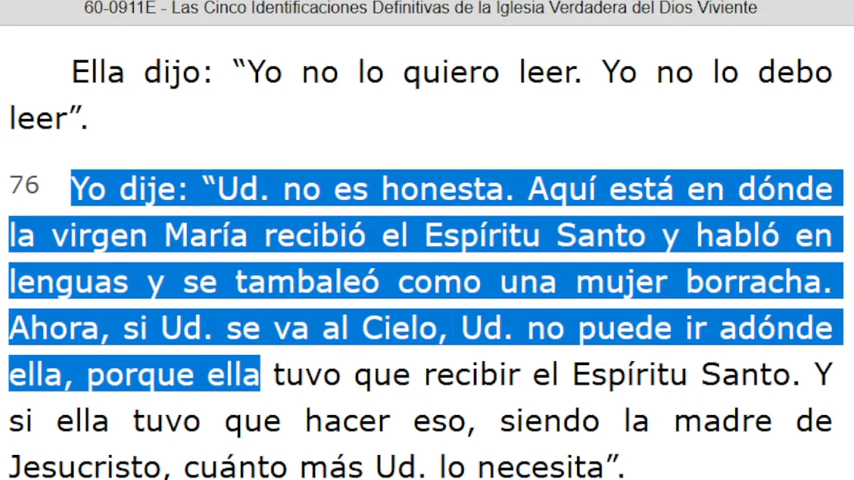 60-0911E - Las Cinco Identificaciones Definitivas de la Iglesia Verdadera del Dios Viviente
Ella dijo: “Yo no lo quiero leer. Yo no lo debo
leer”.
76 Yo dije: “Ud. no es honesta. Aquí está en dónde
la virgen María recibió el Espíritu Santo y habló en
lenguas y se tambaleó como una mujer borracha.
Ahora, si Ud. se va al Cielo, Ud. no puede ir adónde
ella, porque ella tuvo que recibir el Espíritu Santo. Y
si ella tuvo que hacer eso, siendo la madre de
Jesucristo, cuánto más Ud. lo necesita”.